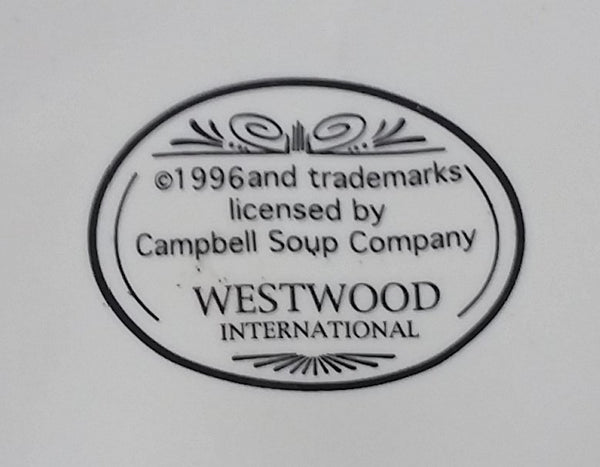 ©1996and trademarks
licensed by
Campbell Soup Company
WESTWOOD
INTERNATIONAL